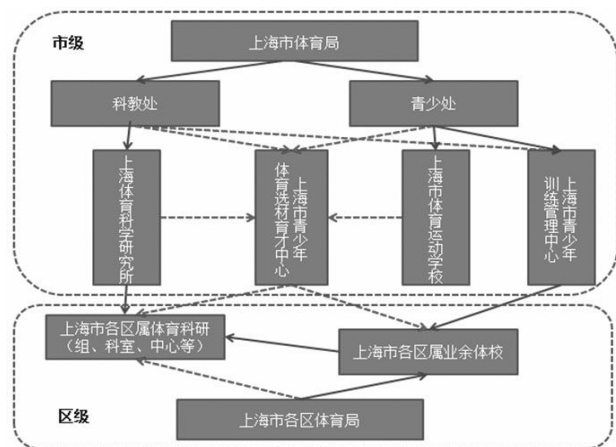 市级
上海市体育局
科教处
青少处
上海体育科学研究所
上海市青少年
体育选材育才中心
上海市体育运动学校
上海市青少年
训练管理中心
上海市各区属体育科研
（组、科室、中心等）
上海市各区属业余体校
区级
上海市各区体育局